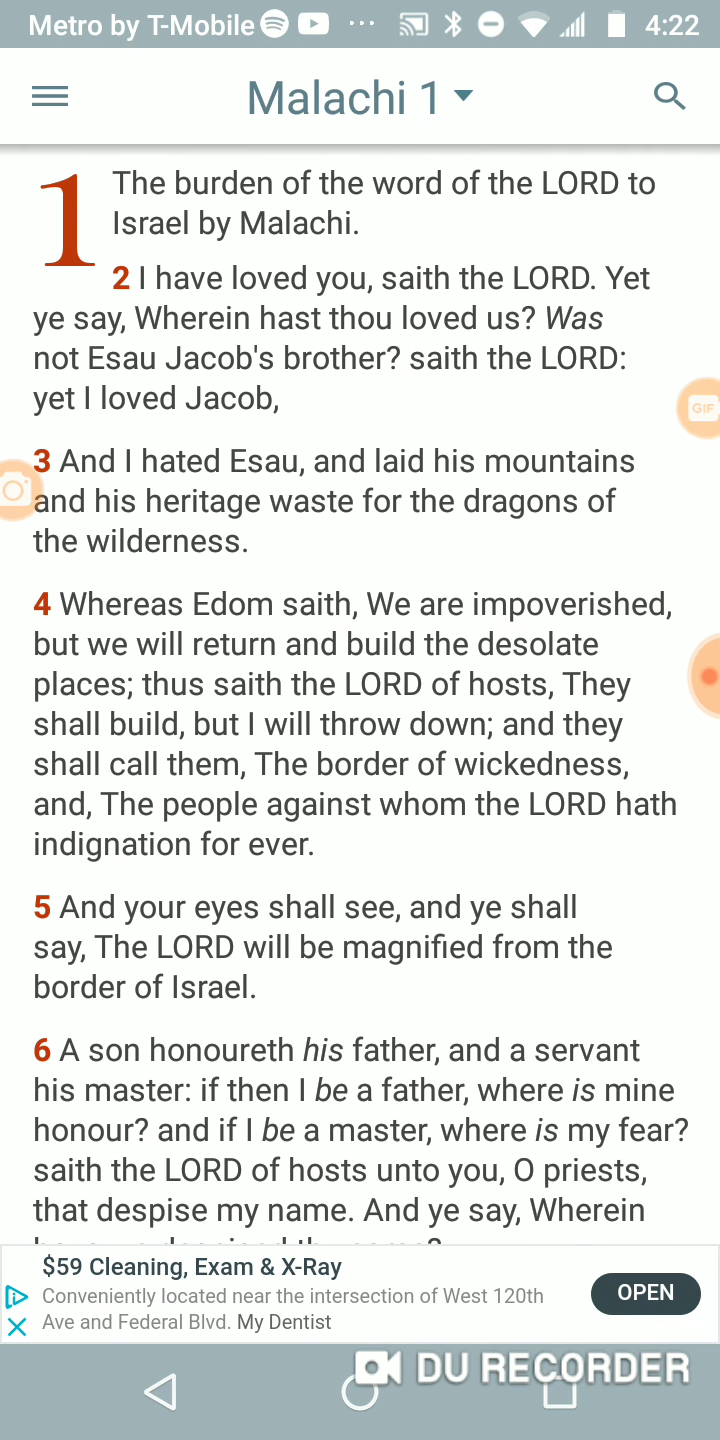 Metro by T-Mobile 4:22
Malachi 1
1 The burden of the word of the LORD to
Israel by Malachi.
2 I have loved you, saith the LORD. Yet
ye say, Wherein hast thou loved us? Was
not Esau Jacob's brother? saith the LORD:
yet I loved Jacob,
3 And I hated Esau, and laid his mountains
and his heritage waste for the dragons of
the wilderness.
4 Whereas Edom saith, We are impoverished,
but we will return and build the desolate
places; thus saith the LORD of hosts, They
shall build, but I will throw down; and they
shall call them, The border of wickedness,
and, The people against whom the LORD hath
indignation for ever.
5 And your eyes shall see, and ye shall
say, The LORD will be magnified from the
border of Israel.
6 A son honoureth his father, and a servant
his master: if then I be a father, where is mine
honour? and if I be a master, where is my fear?
saith the LORD of hosts unto you, O priests,
that despise my name. And ye say, Wherein
GIF
$59 Cleaning, Exam & X-Ray
Conveniently located near the intersection of West 120th
Ave and Federal Blvd. My Dentist
OPEN
DU RECORDER